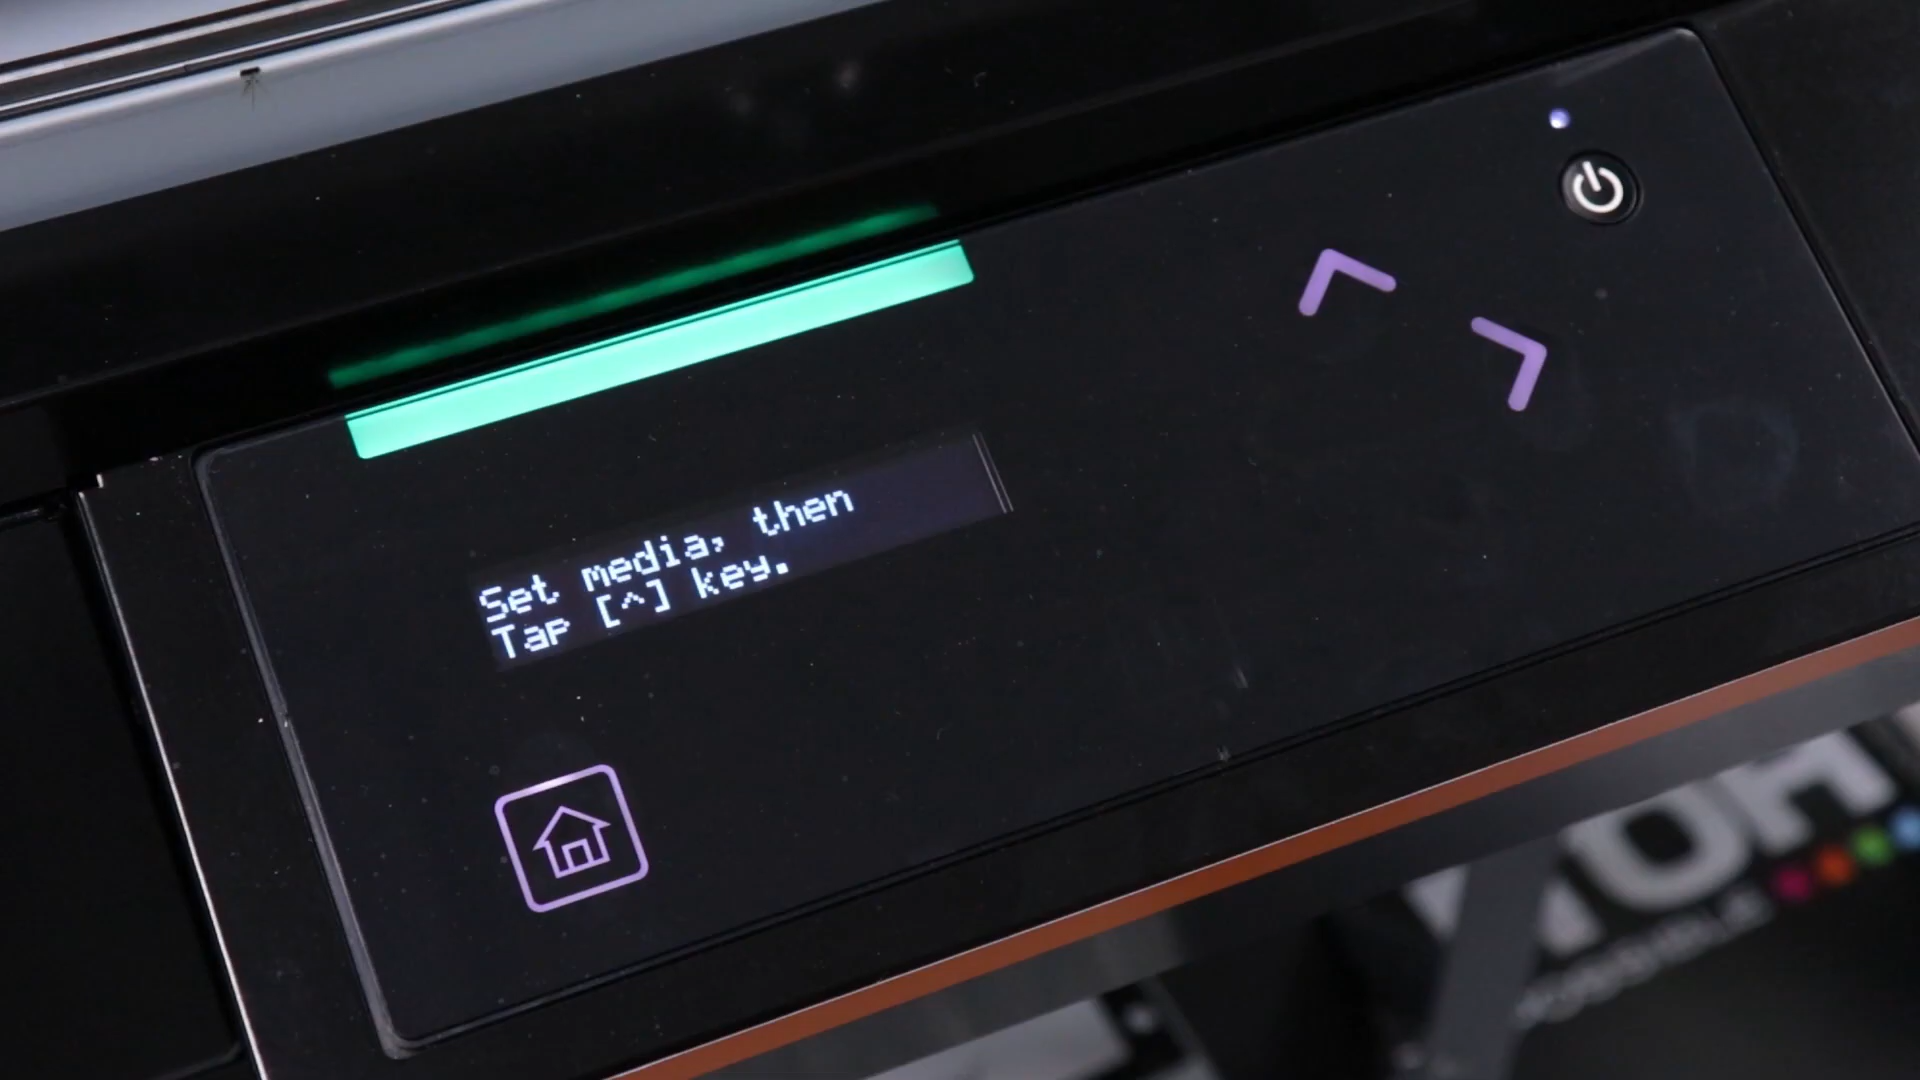 Set media, then
Tap [^] key.